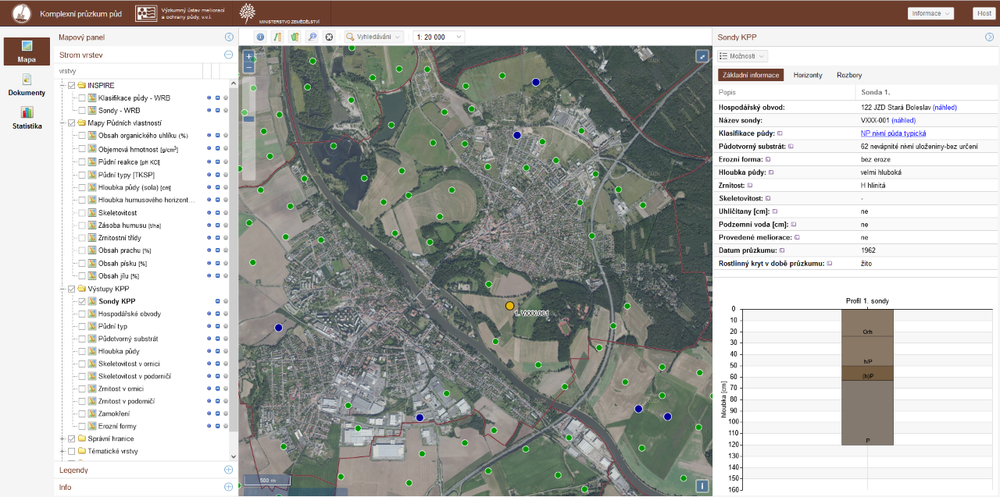 Komplexní průzkum půd
Výzkumný ústav meliorací
a ochrany půdy, v.v.i.
MINISTERSTVO ZEMĚDĚLSTVÍ
Informace
Host
Mapa
Dokumenty
Statistika
Mapový panel
Strom vrstev
vrstvy
INSPIRE
Klasifikace půdy - WRB
Sondy - WRB
Mapy Půdních vlastností
Obsah organického uhlíku (%)
Objemová hmotnost [g/cm³]
Půdní reakce [pH KCl]
Půdní typy [TKSP]
Hloubka půdy (sola) [cm]
Hloubka humusového horizont...
Skeletovitost
Zásoba humusu [t/ha]
Zrnitostní třídy
Obsah prachu [%]
Obsah písku [%]
Obsah jílu [%]
Výstupy KPP
Sondy KPP
Hospodářské obvody
Půdní typ
Půdotvorný substrát
Hloubka půdy
Skeletovitost v ornici
Skeletovitost v podorničí
Zrnitost v ornici
Zrnitost v podorničí
Zamokření
Erozní formy
Správní hranice
Tématické vrstvy
Legendy
Info
Vyhledávání
1: 20 000
+
−
1. VXXX-001
500 m
i
Sondy KPP
Možnosti
Základní informace Horizonty Rozbory
Popis Sonda 1.
Hospodářský obvod: 122 JZD Stará Boleslav (náhled)
Název sondy: VXXX-001 (náhled)
Klasifikace půdy: NP nivní půda typická
Půdotvorný substrát: 62 nevápnité nivní uloženiny-bez určení
Erozní forma: bez eroze
Hloubka půdy: velmi hluboká
Zrnitost: H hlinitá
Skeletovitost: -
Uhličitany [cm]: ne
Podzemní voda [cm]: ne
Provedené meliorace: ne
Datum průzkumu: 1962
Rostlinný kryt v době průzkumu: žito
Profil 1. sondy
hloubka [cm]
0
10
20
Orh
30
40
h/P
50
(h)P
60
70
80
90
100
110
P
120
130
140
150
160